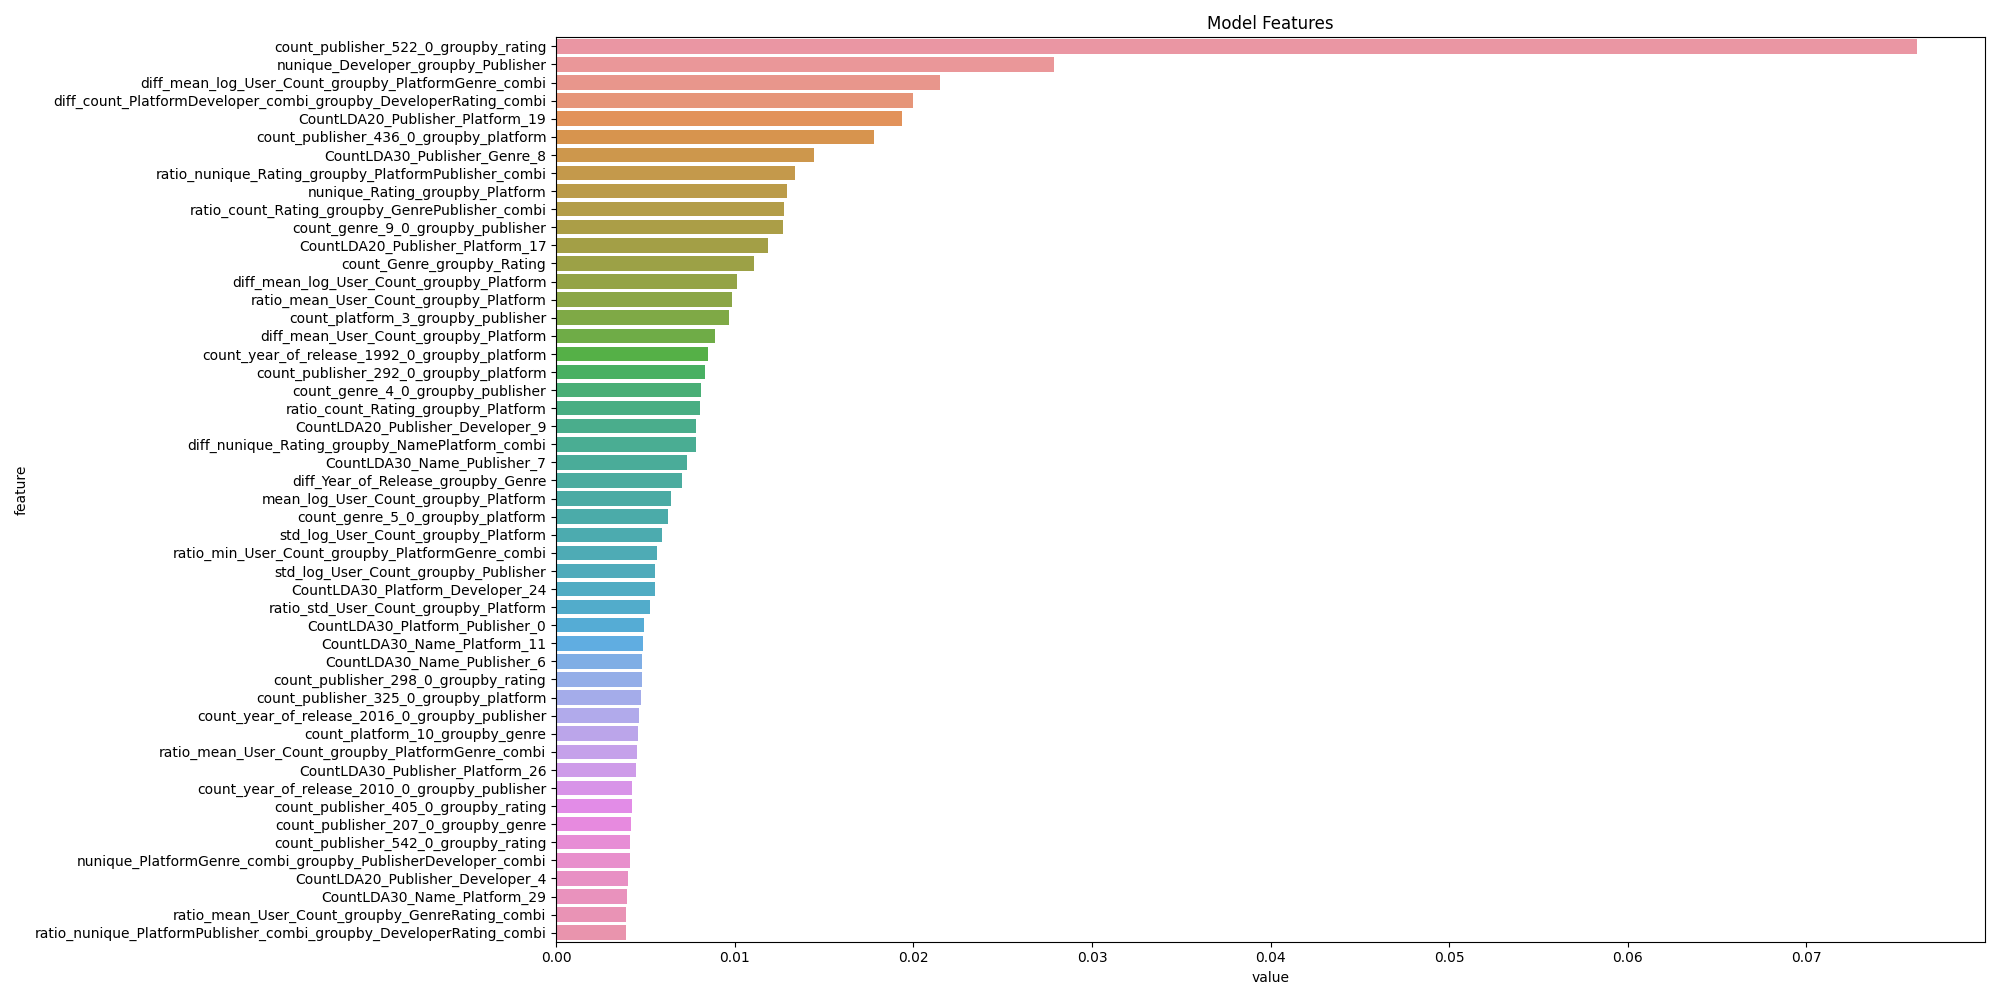 Model Features
count_publisher_522_0_groupby_rating
nunique_Developer_groupby_Publisher
diff_mean_log_User_Count_groupby_PlatformGenre_combi
diff_count_PlatformDeveloper_combi_groupby_DeveloperRating_combi
CountLDA20_Publisher_Platform_19
count_publisher_436_0_groupby_platform
CountLDA30_Publisher_Genre_8
ratio_nunique_Rating_groupby_PlatformPublisher_combi
nunique_Rating_groupby_Platform
ratio_count_Rating_groupby_GenrePublisher_combi
count_genre_9_0_groupby_publisher
CountLDA20_Publisher_Platform_17
count_Genre_groupby_Rating
diff_mean_log_User_Count_groupby_Platform
ratio_mean_User_Count_groupby_Platform
count_platform_3_groupby_publisher
diff_mean_User_Count_groupby_Platform
count_year_of_release_1992_0_groupby_platform
count_publisher_292_0_groupby_platform
count_genre_4_0_groupby_publisher
ratio_count_Rating_groupby_Platform
CountLDA20_Publisher_Developer_9
diff_nunique_Rating_groupby_NamePlatform_combi
CountLDA30_Name_Publisher_7
diff_Year_of_Release_groupby_Genre
mean_log_User_Count_groupby_Platform
count_genre_5_0_groupby_platform
std_log_User_Count_groupby_Platform
ratio_min_User_Count_groupby_PlatformGenre_combi
std_log_User_Count_groupby_Publisher
CountLDA30_Platform_Developer_24
ratio_std_User_Count_groupby_Platform
CountLDA30_Platform_Publisher_0
CountLDA30_Name_Platform_11
CountLDA30_Name_Publisher_6
count_publisher_298_0_groupby_rating
count_publisher_325_0_groupby_platform
count_year_of_release_2016_0_groupby_publisher
count_platform_10_groupby_genre
ratio_mean_User_Count_groupby_PlatformGenre_combi
CountLDA30_Publisher_Platform_26
count_year_of_release_2010_0_groupby_publisher
count_publisher_405_0_groupby_rating
count_publisher_207_0_groupby_genre
count_publisher_542_0_groupby_rating
nunique_PlatformGenre_combi_groupby_PublisherDeveloper_combi
CountLDA20_Publisher_Developer_4
CountLDA30_Name_Platform_29
ratio_mean_User_Count_groupby_GenreRating_combi
ratio_nunique_PlatformPublisher_combi_groupby_DeveloperRating_combi
feature
0.00 0.01 0.02 0.03 0.04 0.05 0.06 0.07
value